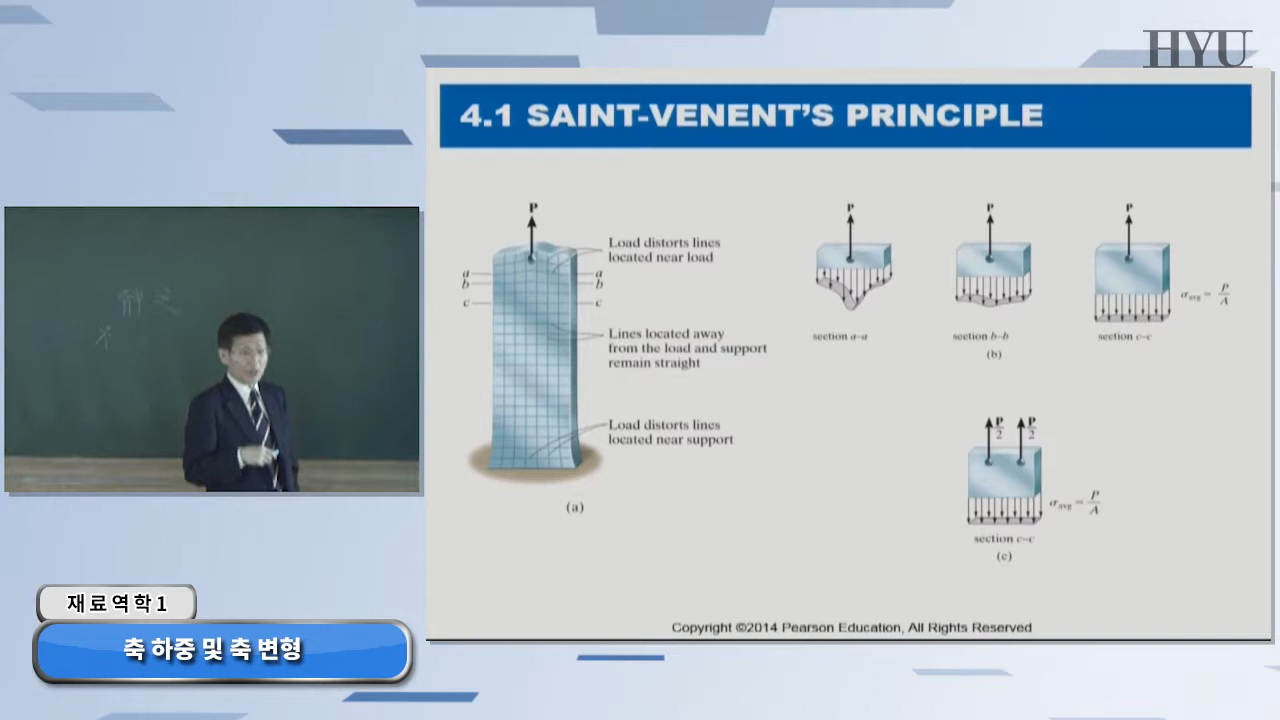 HYU
4.1 SAINT-VENENT'S PRINCIPLE
P
Load distorts lines
located near load
a
a
b
b
c
c
Lines located away
from the load and support
remain straight
Load distorts lines
located near support
(a)
P
P
P
σavg = P/A
section a–a
section b–b
section c–c
(b)
P/2
P/2
σavg = P/A
section c–c
(c)
Copyright ©2014 Pearson Education, All Rights Reserved
재료역학1
축 하중 및 축 변형